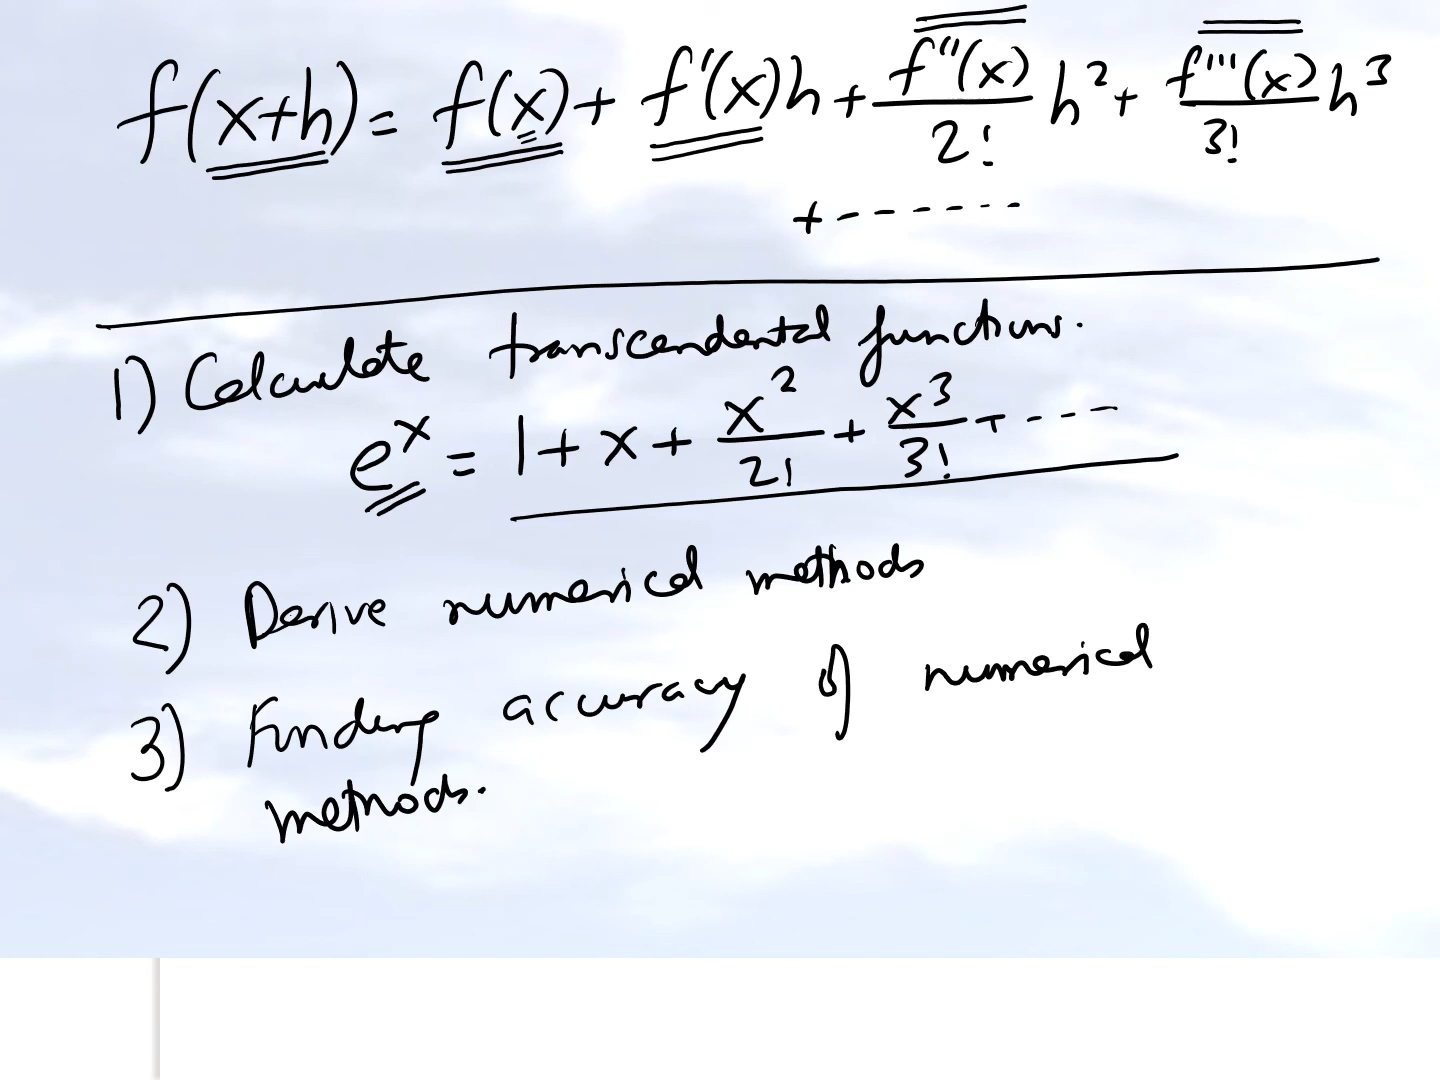 f(x+h) = f(x) + f'(x)h + f''(x)/2! h² + f'''(x)/3! h³
+ - - - - - -
1) Calculate transcendental functions.
eˣ = 1 + x + x²/2! + x³/3! + - - - -
2) Derive numerical methods
3) Finding accuracy of numerical
methods.